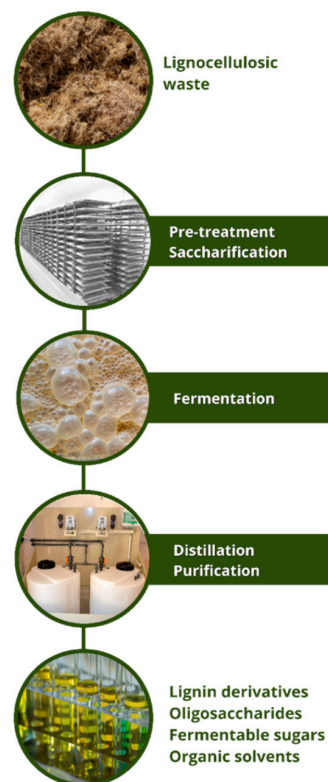 Lignocellulosic
waste
Pre-treatment
Saccharification
Fermentation
Distillation
Purification
Lignin derivatives
Oligosaccharides
Fermentable sugars
Organic solvents